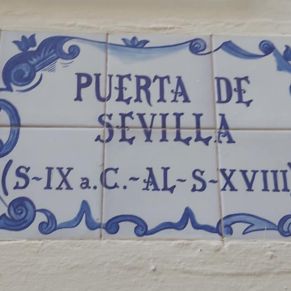 PUERTA DE
SEVILLA
(S-IX a.C.-AL-S-XVIII)